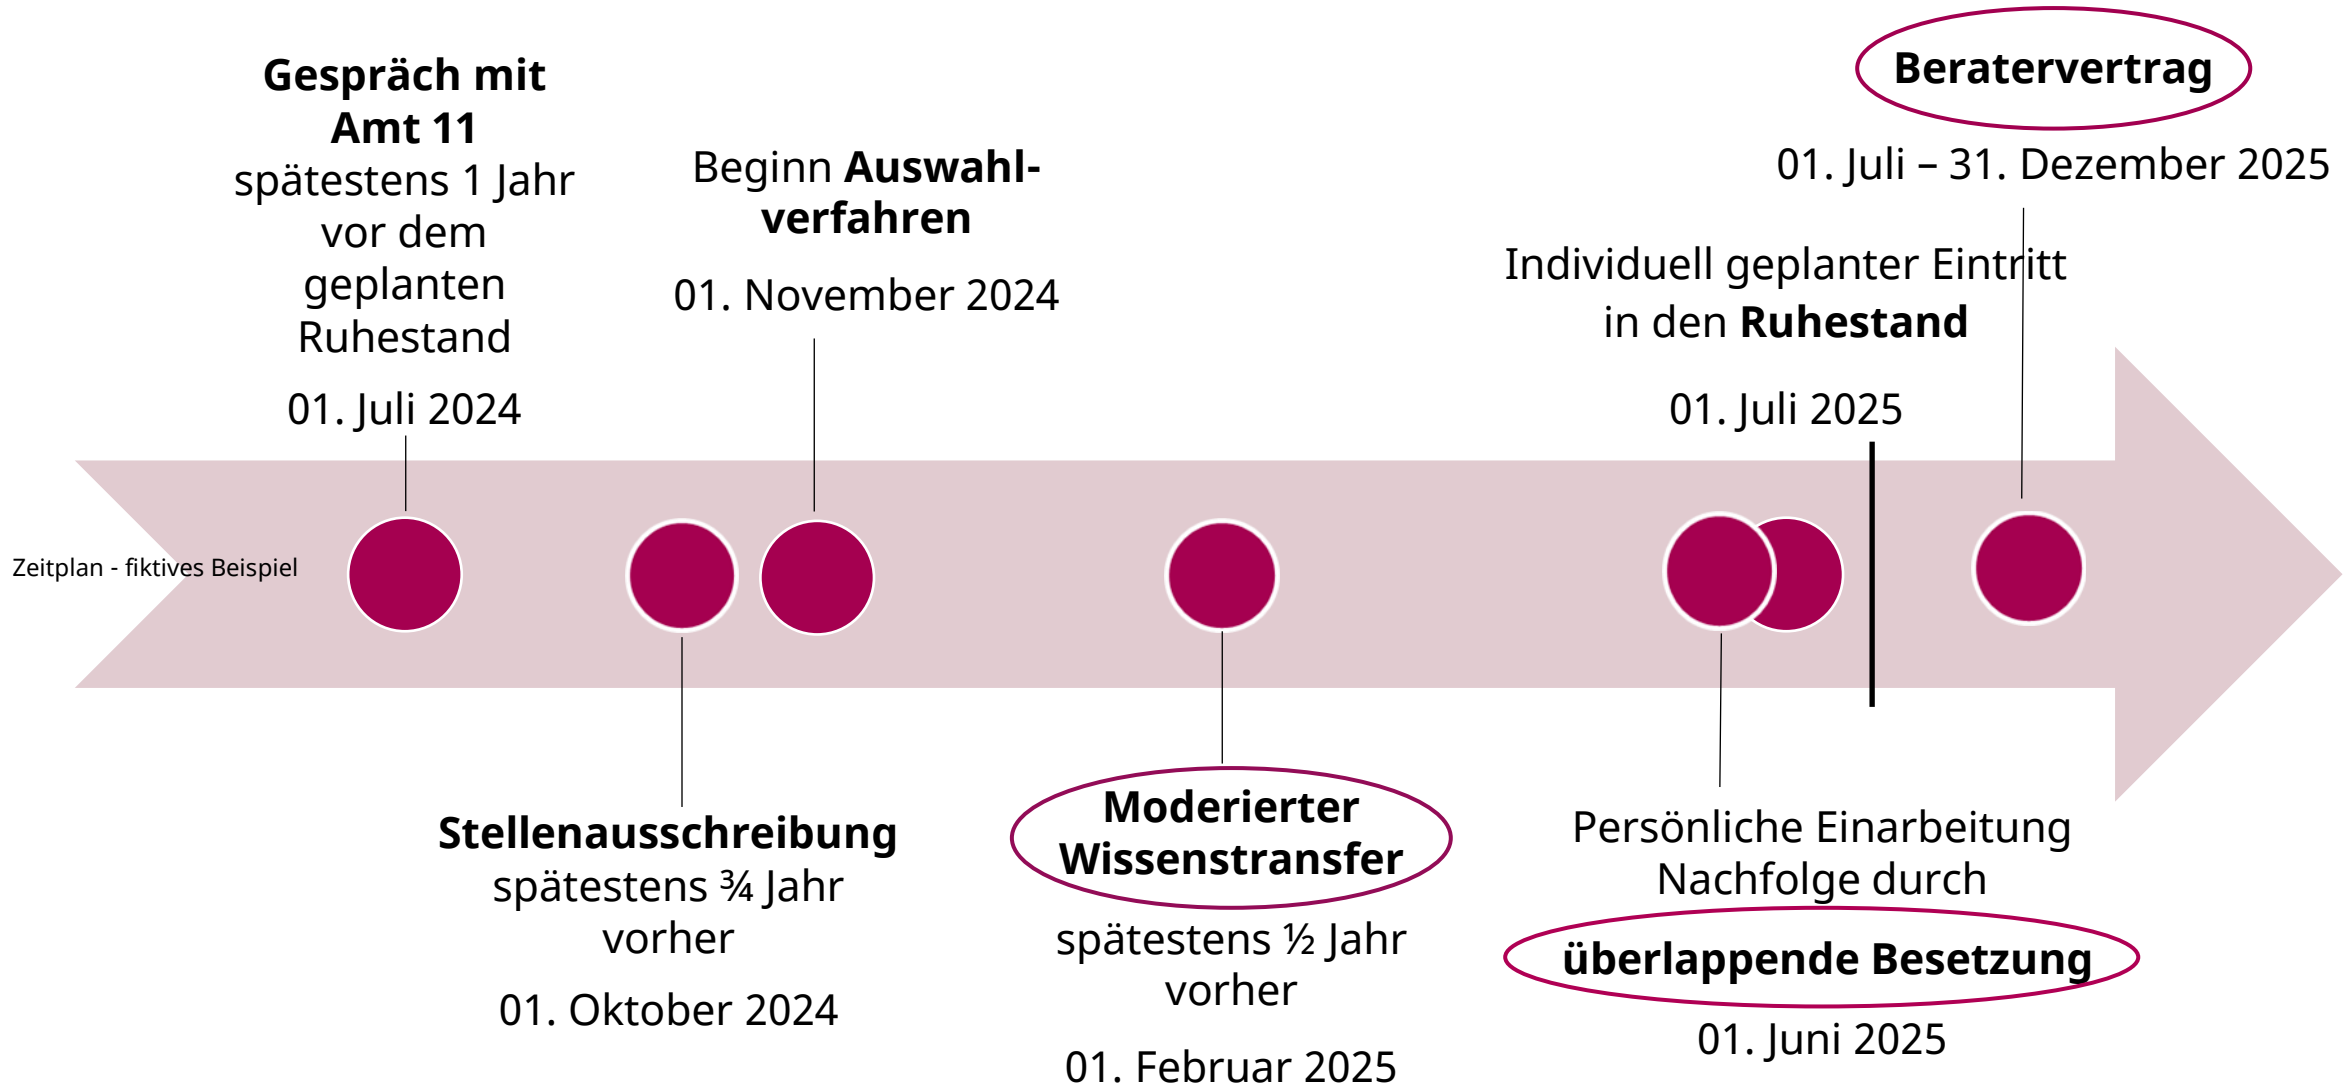 Gespräch mit
Amt 11
spätestens 1 Jahr
vor dem
geplanten
Ruhestand
01. Juli 2024
Beginn Auswahl-
verfahren
01. November 2024
Beratervertrag
01. Juli – 31. Dezember 2025
Individuell geplanter Eintritt
in den Ruhestand
01. Juli 2025
Zeitplan - fiktives Beispiel
Stellenausschreibung
spätestens ¾ Jahr
vorher
01. Oktober 2024
Moderierter
Wissenstransfer
spätestens ½ Jahr
vorher
01. Februar 2025
Persönliche Einarbeitung
Nachfolge durch
überlappende Besetzung
01. Juni 2025